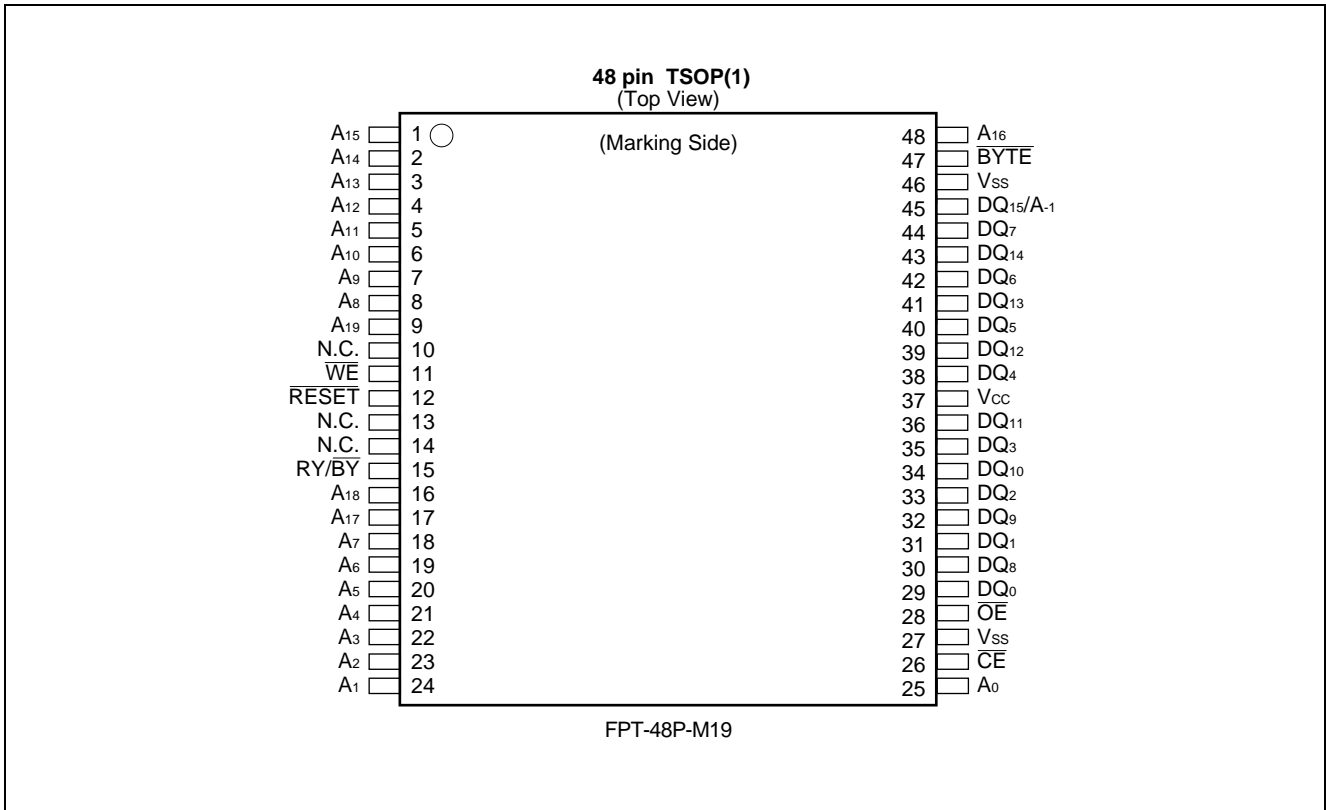 48 pin TSOP(1)
(Top View)
(Marking Side)
A15 1 48 A16
A14 2 47 BYTE
A13 3 46 VSS
A12 4 45 DQ15/A-1
A11 5 44 DQ7
A10 6 43 DQ14
A9 7 42 DQ6
A8 8 41 DQ13
A19 9 40 DQ5
N.C. 10 39 DQ12
WE 11 38 DQ4
RESET 12 37 VCC
N.C. 13 36 DQ11
N.C. 14 35 DQ3
RY/BY 15 34 DQ10
A18 16 33 DQ2
A17 17 32 DQ9
A7 18 31 DQ1
A6 19 30 DQ8
A5 20 29 DQ0
A4 21 28 OE
A3 22 27 VSS
A2 23 26 CE
A1 24 25 A0
FPT-48P-M19